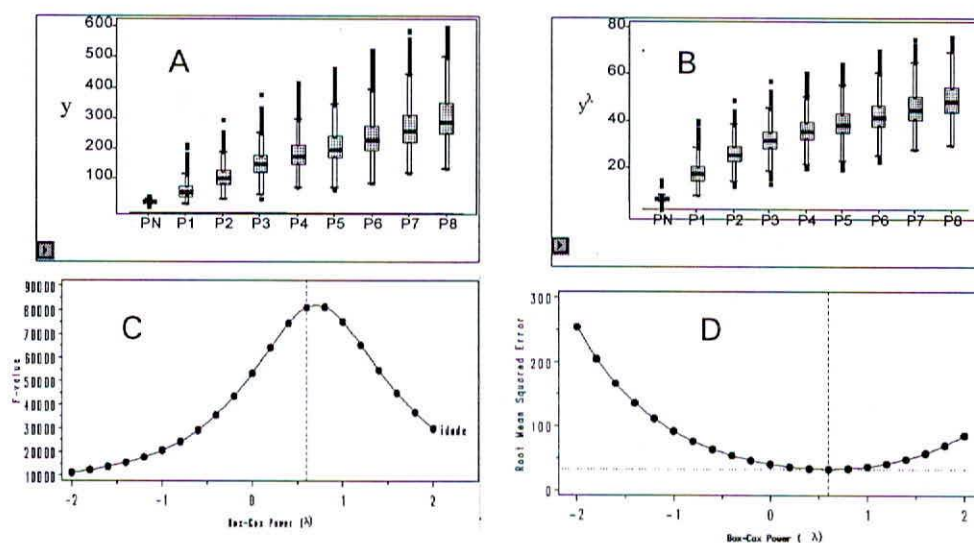 A
y
600
500
400
300
200
100
PN P1 P2 P3 P4 P5 P6 P7 P8
B
y^λ
80
60
40
20
PN P1 P2 P3 P4 P5 P6 P7 P8
C
F-value
90000
80000
70000
60000
50000
40000
30000
20000
10000
idade
-2 -1 0 1 2
Box-Cox Power (λ)
D
Root Mean Squared Error
300
200
100
0
-2 -1 0 1 2
Box-Cox Power ( λ)